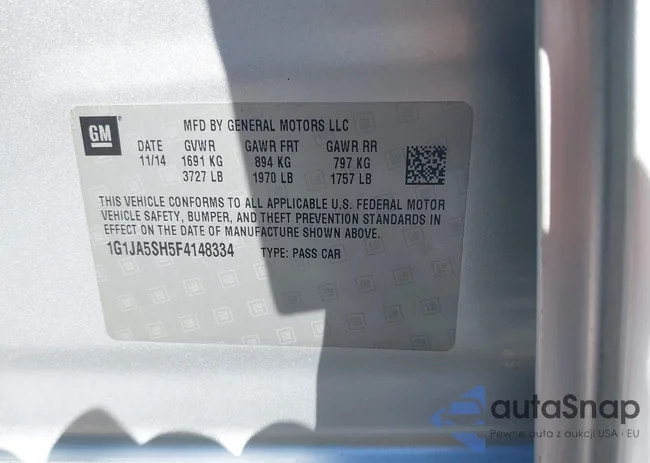 GM
MFD BY GENERAL MOTORS LLC
DATE GVWR GAWR FRT GAWR RR
11/14 1691 KG 894 KG 797 KG
3727 LB 1970 LB 1757 LB
THIS VEHICLE CONFORMS TO ALL APPLICABLE U.S. FEDERAL MOTOR
VEHICLE SAFETY, BUMPER, AND THEFT PREVENTION STANDARDS IN
EFFECT ON THE DATE OF MANUFACTURE SHOWN ABOVE.
1G1JA5SH5F4148334 TYPE: PASS CAR
autaSnap
Pewne auta z aukcji USA i EU